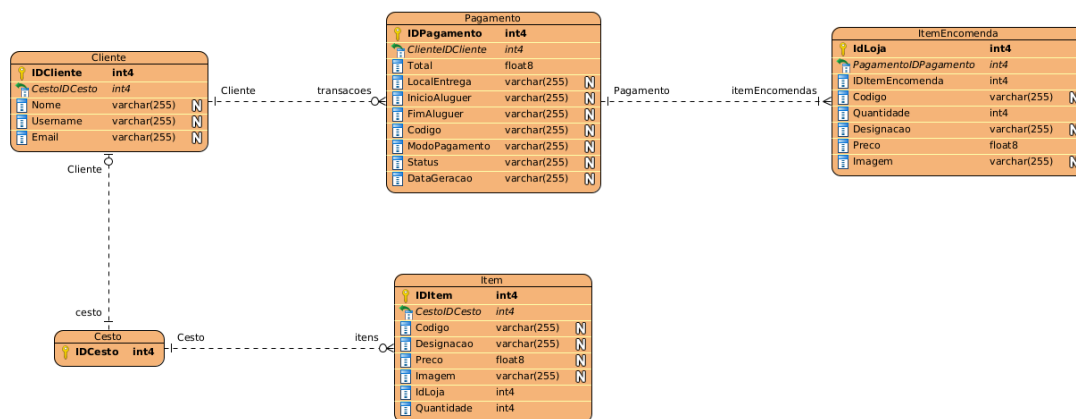 Cliente
IDCliente int4
CestoIDCesto int4
Nome varchar(255) N
Username varchar(255) N
Email varchar(255) N
Cliente
transacoes
Pagamento
IDPagamento int4
ClienteIDCliente int4
Total float8
LocalEntrega varchar(255) N
InicioAluguer varchar(255) N
FimAluguer varchar(255) N
Codigo varchar(255) N
ModoPagamento varchar(255) N
Status varchar(255) N
DataGeracao varchar(255) N
Pagamento
itemEncomendas
ItemEncomenda
IdLoja int4
PagamentoIDPagamento int4
IDItemEncomenda int4
Codigo varchar(255) N
Quantidade int4
Designacao varchar(255) N
Preco float8
Imagem varchar(255) N
Cliente
cesto
Cesto
IDCesto int4
Cesto
itens
Item
IDItem int4
CestoIDCesto int4
Codigo varchar(255) N
Designacao varchar(255) N
Preco float8 N
Imagem varchar(255) N
IdLoja int4
Quantidade int4